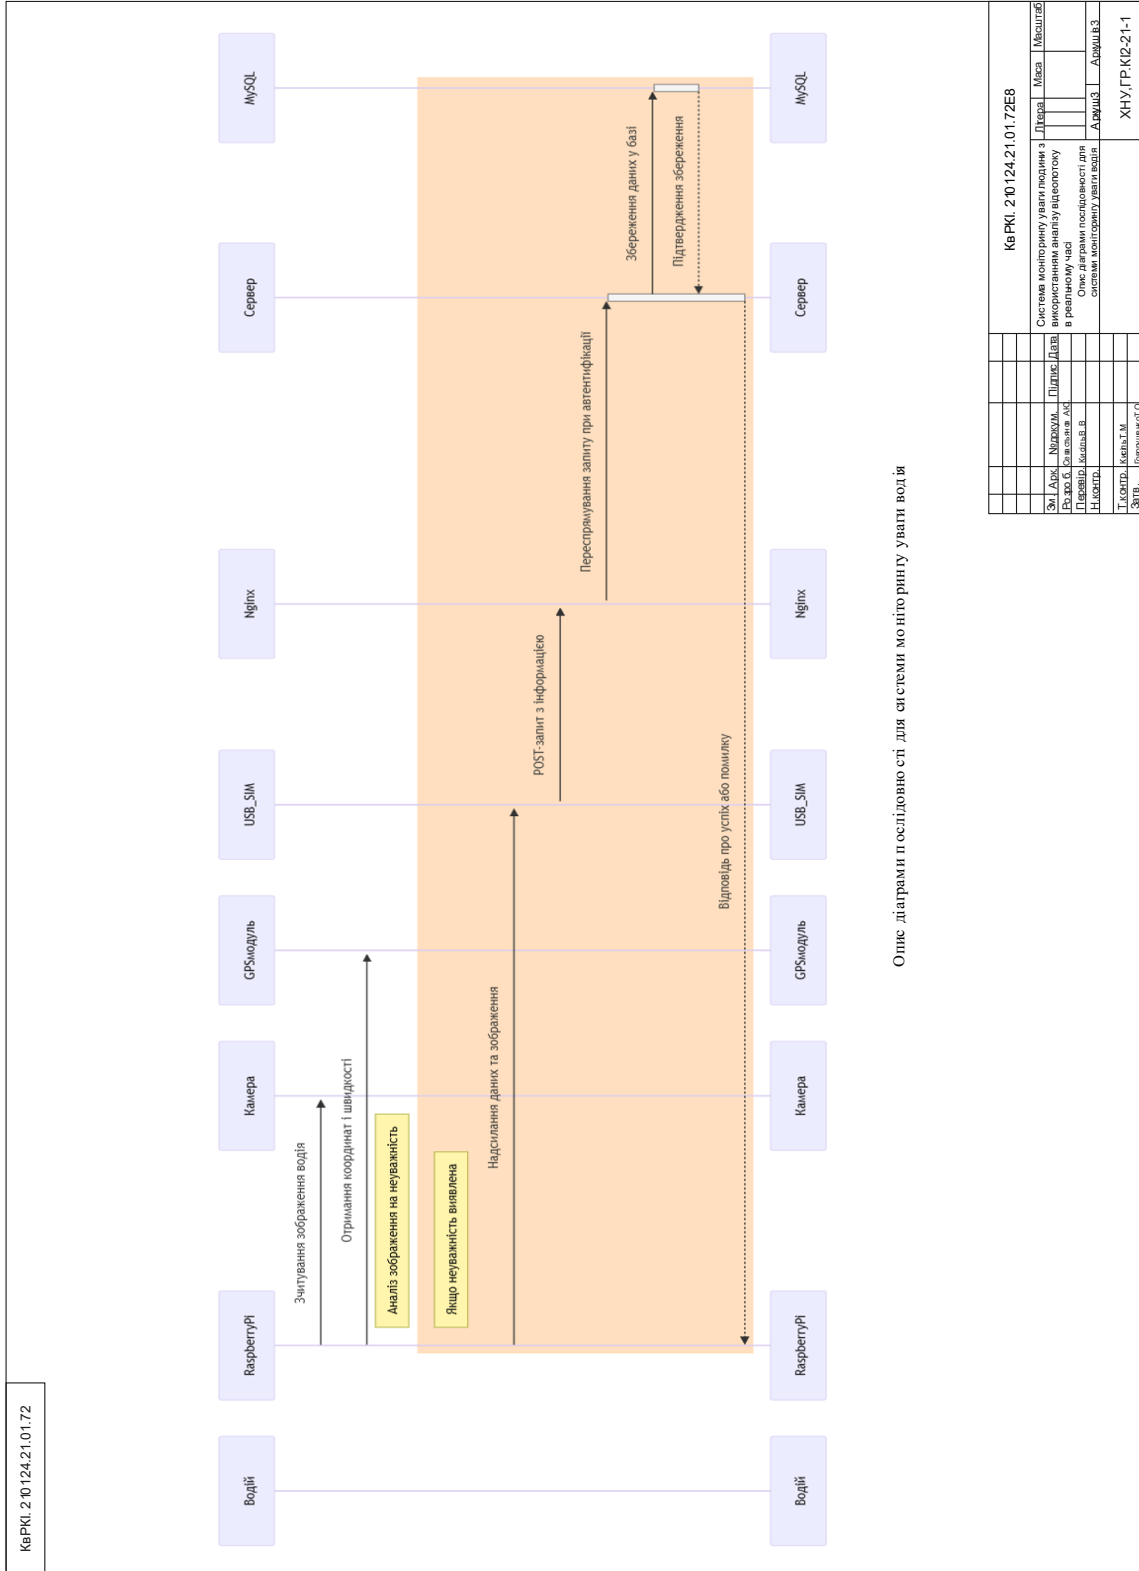 КвРКІ. 210124.21.01.72
Водій
RaspberryPi
Камера
GPSмодуль
USB_SIM
Nginx
Сервер
MySQL
Зчитування зображення водія
Отримання координат і швидкості
Аналіз зображення на неуважність
Якщо неуважність виявлена
Надсилання даних та зображення
POST-запит з інформацією
Переспрямування запиту при автентифікації
Збереження даних у базі
Підтвердження збереження
Відповідь про успіх або помилку
Водій
RaspberryPi
Камера
GPSмодуль
USB_SIM
Nginx
Сервер
MySQL
Опис діаграми послідовності для системи моніторингу уваги водія
КвРКІ. 210124.21.01.72Е8
Зм. Арк. №докум. Підпис Дата
Розроб.
Перевір. Кисіль В. В
Н.контр.
Т.контр. Кисіль Т.М
Затв.
Система моніторингу уваги людини з
використанням аналізу відеопотоку
в реальному часі
Опис діаграми послідовності для
системи моніторингу уваги водія
Літера Маса Масштаб
Аркуш3 Аркушів3
ХНУ,ГР.КІ2-21-1